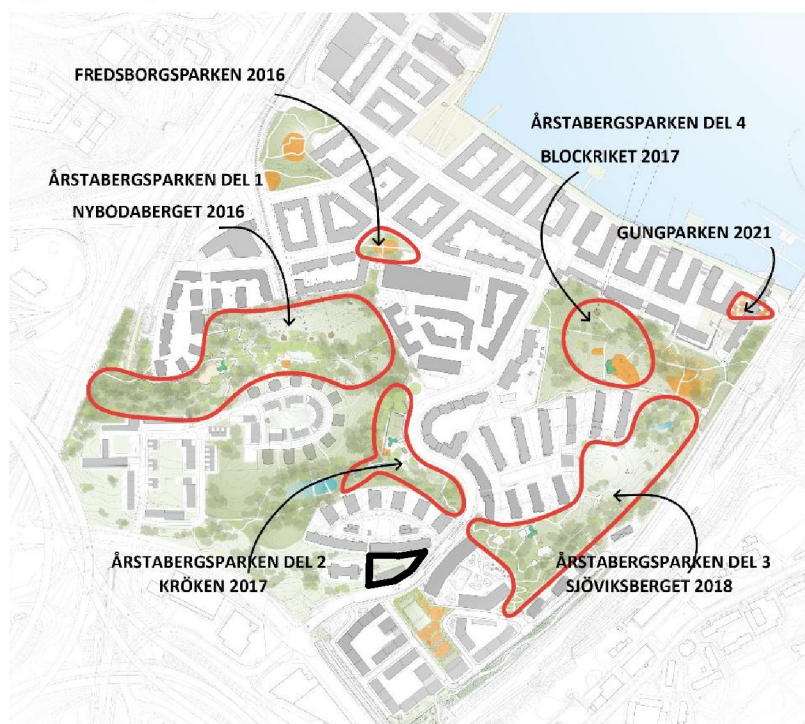 FREDSBORGSPARKEN 2016
ÅRSTABERGSPARKEN DEL 4
BLOCKRIKET 2017
ÅRSTABERGSPARKEN DEL 1
NYBODABERGET 2016
GUNGPARKEN 2021
ÅRSTABERGSPARKEN DEL 2
KRÖKEN 2017
ÅRSTABERGSPARKEN DEL 3
SJÖVIKSBERGET 2018